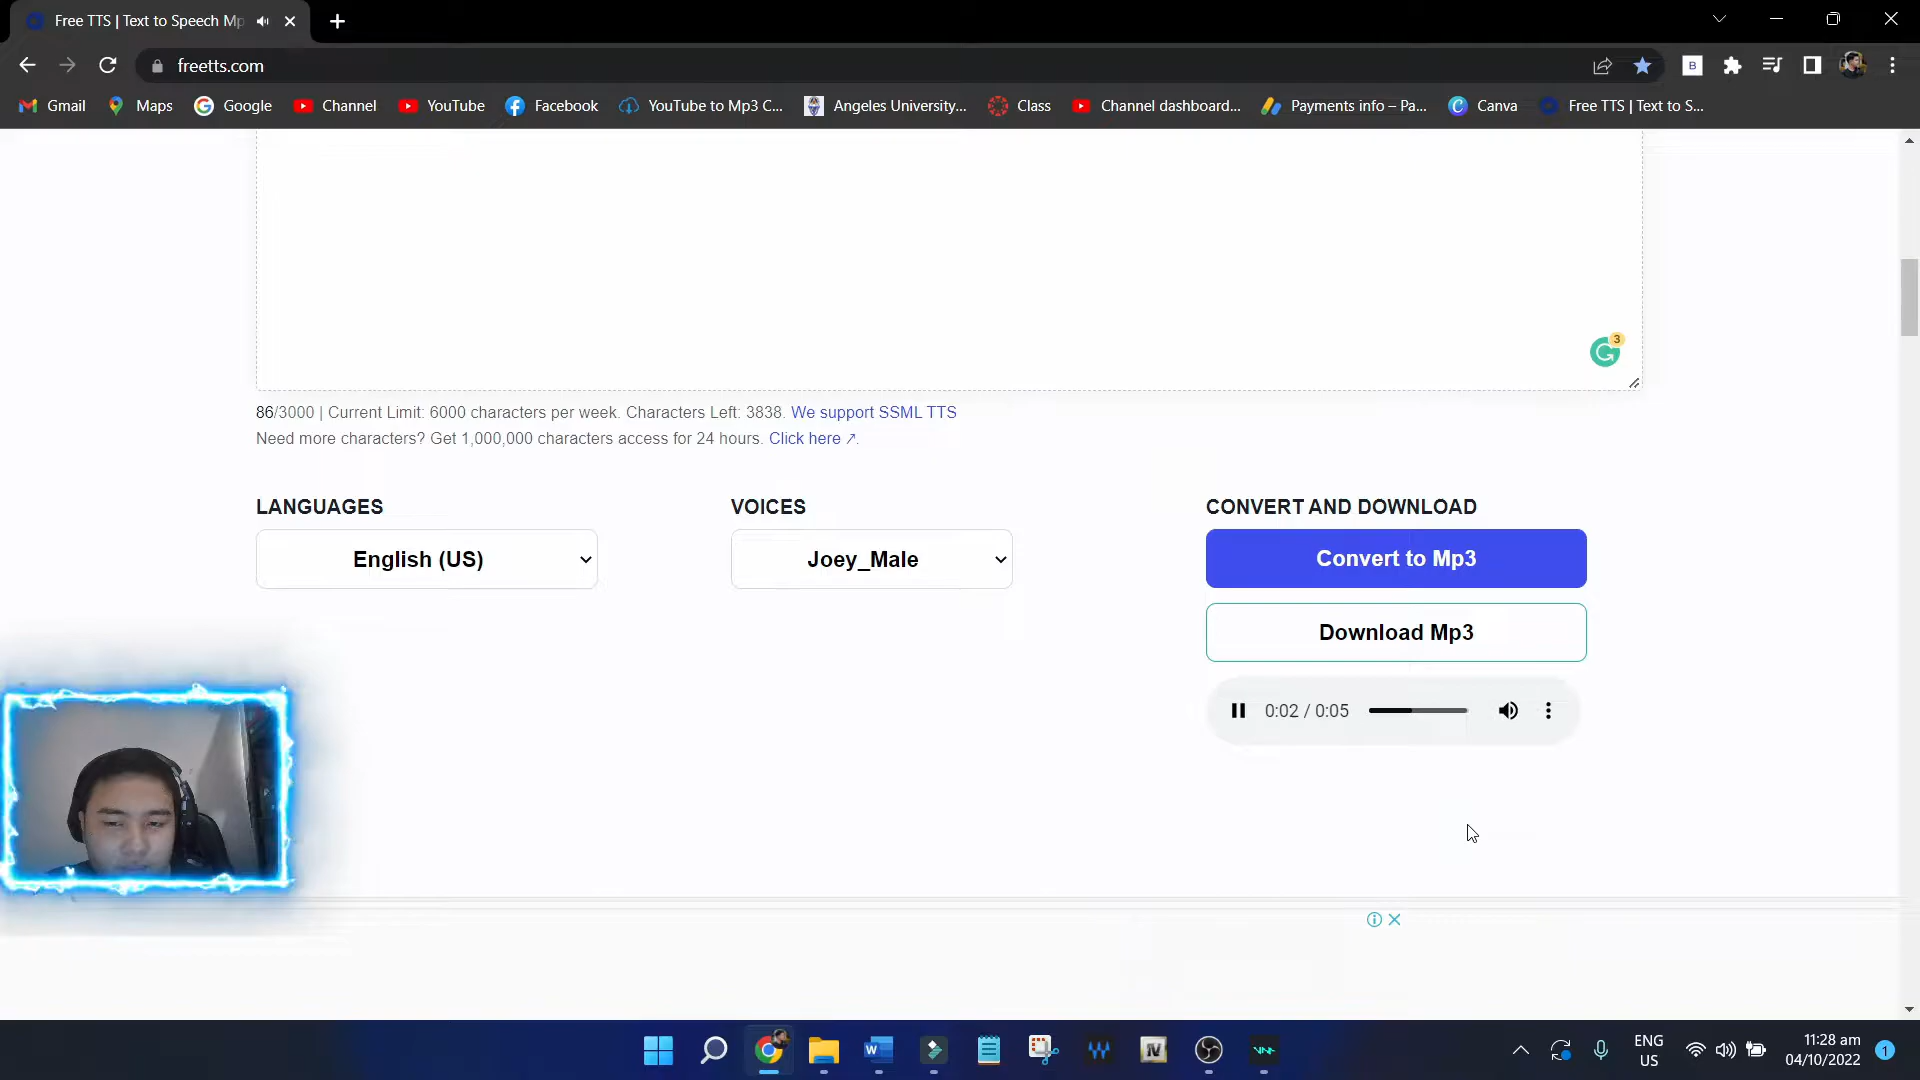 Free TTS | Text to Speech Mp
freetts.com
Gmail
Maps
Google
Channel
YouTube
Facebook
YouTube to Mp3 C...
Angeles University...
Class
Channel dashboard...
Payments info – Pa...
Canva
Free TTS | Text to S...
3
86/3000 | Current Limit: 6000 characters per week. Characters Left: 3838. We support SSML TTS
Need more characters? Get 1,000,000 characters access for 24 hours. Click here ↗.
LANGUAGES
VOICES
CONVERT AND DOWNLOAD
English (US)
Joey_Male
Convert to Mp3
Download Mp3
0:02 / 0:05
ENG
US
11:28 am
04/10/2022
1